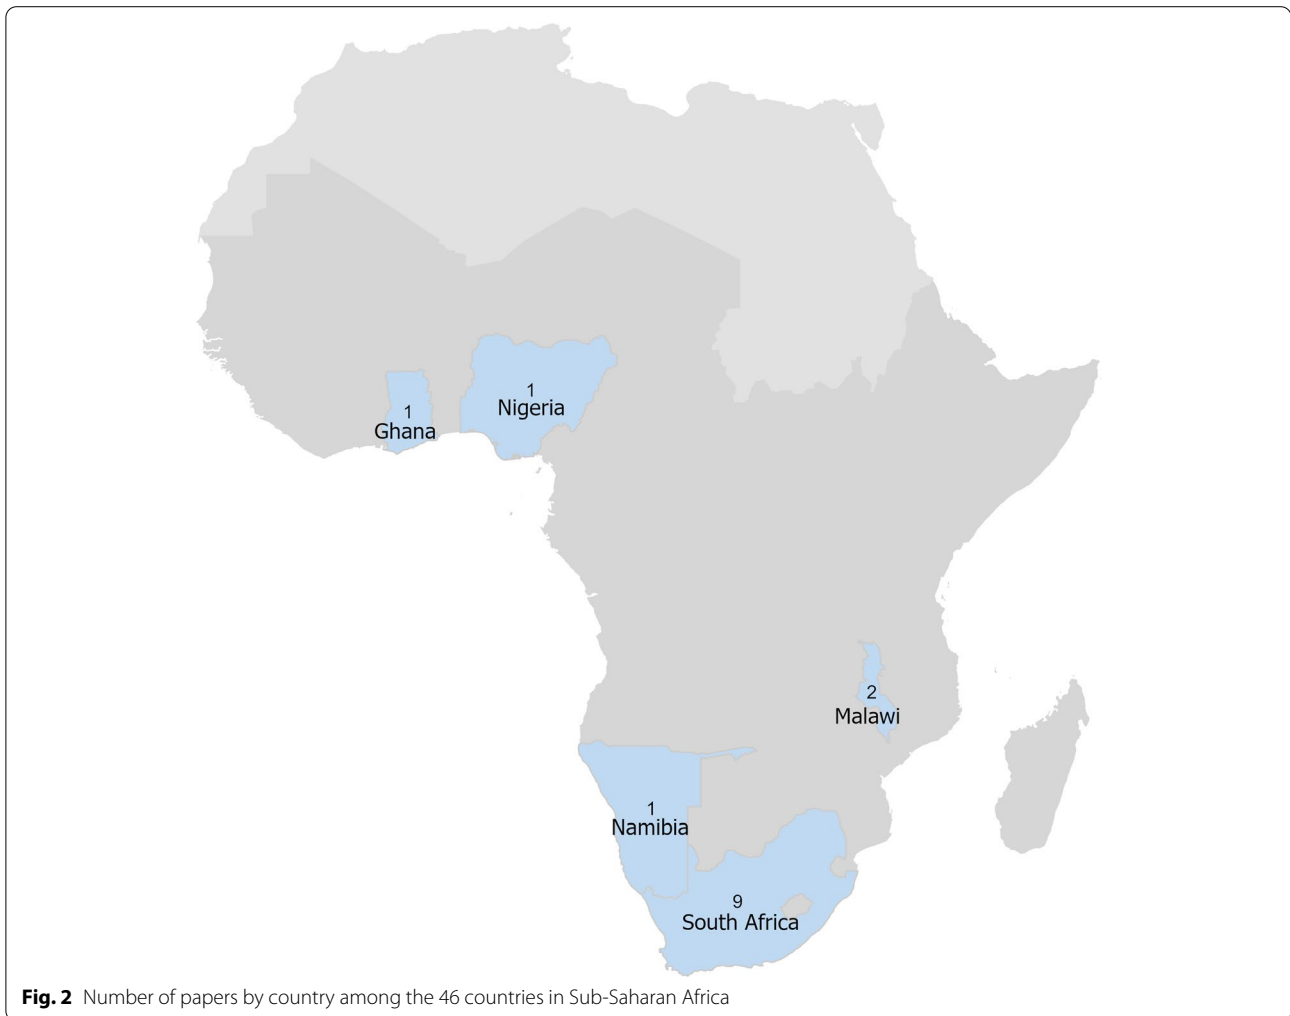 1
Nigeria
1
Ghana
2
Malawi
1
Namibia
9
South Africa
Fig. 2 Number of papers by country among the 46 countries in Sub-Saharan Africa